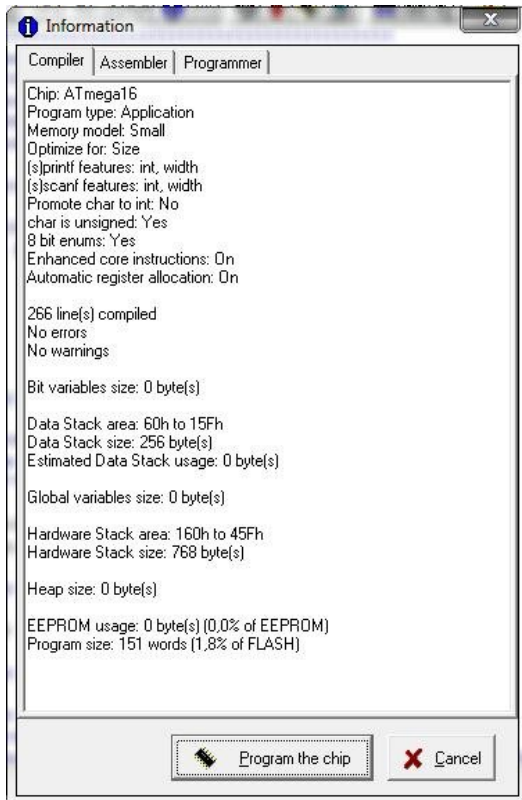 Information
Compiler Assembler Programmer
Chip: ATmega16
Program type: Application
Memory model: Small
Optimize for: Size
(s)printf features: int, width
(s)scanf features: int, width
Promote char to int: No
char is unsigned: Yes
8 bit enums: Yes
Enhanced core instructions: On
Automatic register allocation: On
266 line(s) compiled
No errors
No warnings
Bit variables size: 0 byte(s)
Data Stack area: 60h to 15Fh
Data Stack size: 256 byte(s)
Estimated Data Stack usage: 0 byte(s)
Global variables size: 0 byte(s)
Hardware Stack area: 160h to 45Fh
Hardware Stack size: 768 byte(s)
Heap size: 0 byte(s)
EEPROM usage: 0 byte(s) (0,0% of EEPROM)
Program size: 151 words (1,8% of FLASH)
Program the chip Cancel